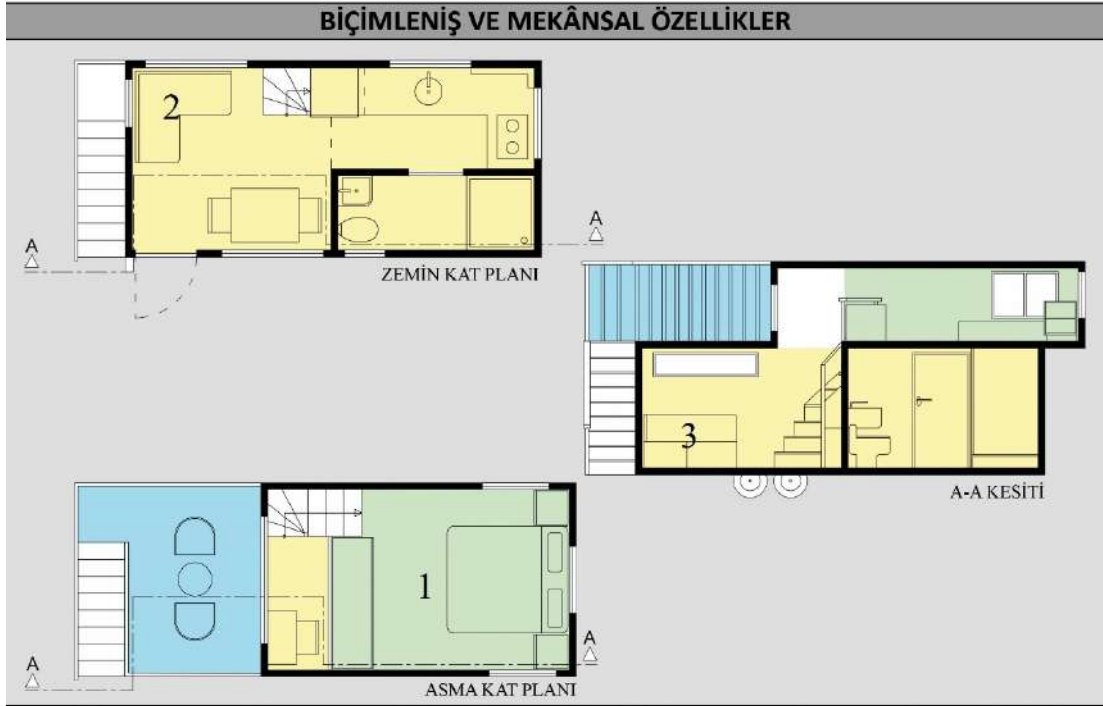 BİÇİMLENİŞ VE MEKÂNSAL ÖZELLİKLER
2
A
A
ZEMİN KAT PLANI
3
A-A KESİTİ
1
A
A
ASMA KAT PLANI